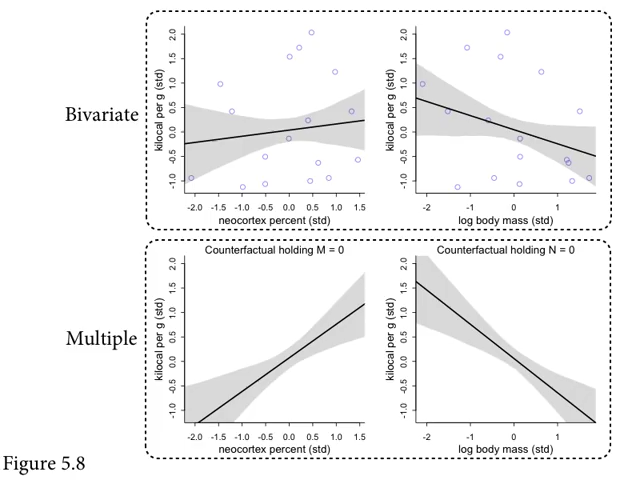 Bivariate
kilocal per g (std)
2.0
1.5
1.0
0.5
0.0
-0.5
-1.0
-2.0 -1.5 -1.0 -0.5 0.0 0.5 1.0 1.5
neocortex percent (std)
kilocal per g (std)
2.0
1.5
1.0
0.5
0.0
-0.5
-1.0
-2 -1 0 1
log body mass (std)
Multiple
Counterfactual holding M = 0
kilocal per g (std)
2.0
1.5
1.0
0.5
0.0
-0.5
-1.0
-2.0 -1.5 -1.0 -0.5 0.0 0.5 1.0 1.5
neocortex percent (std)
Counterfactual holding N = 0
kilocal per g (std)
2.0
1.5
1.0
0.5
0.0
-0.5
-1.0
-2 -1 0 1
log body mass (std)
Figure 5.8